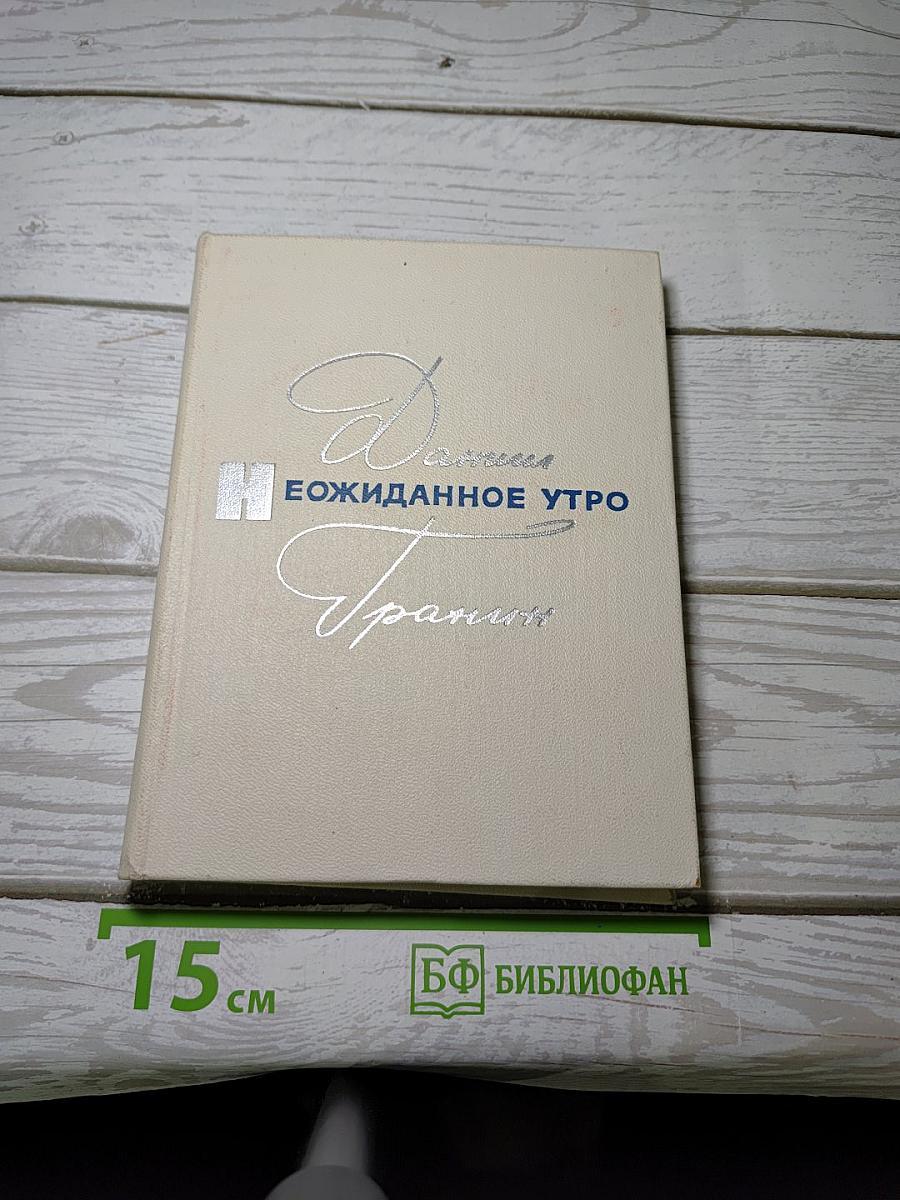 Даниил
НЕОЖИДАННОЕ УТРО
Гранин
15 см
БФ БИБЛИОФАН